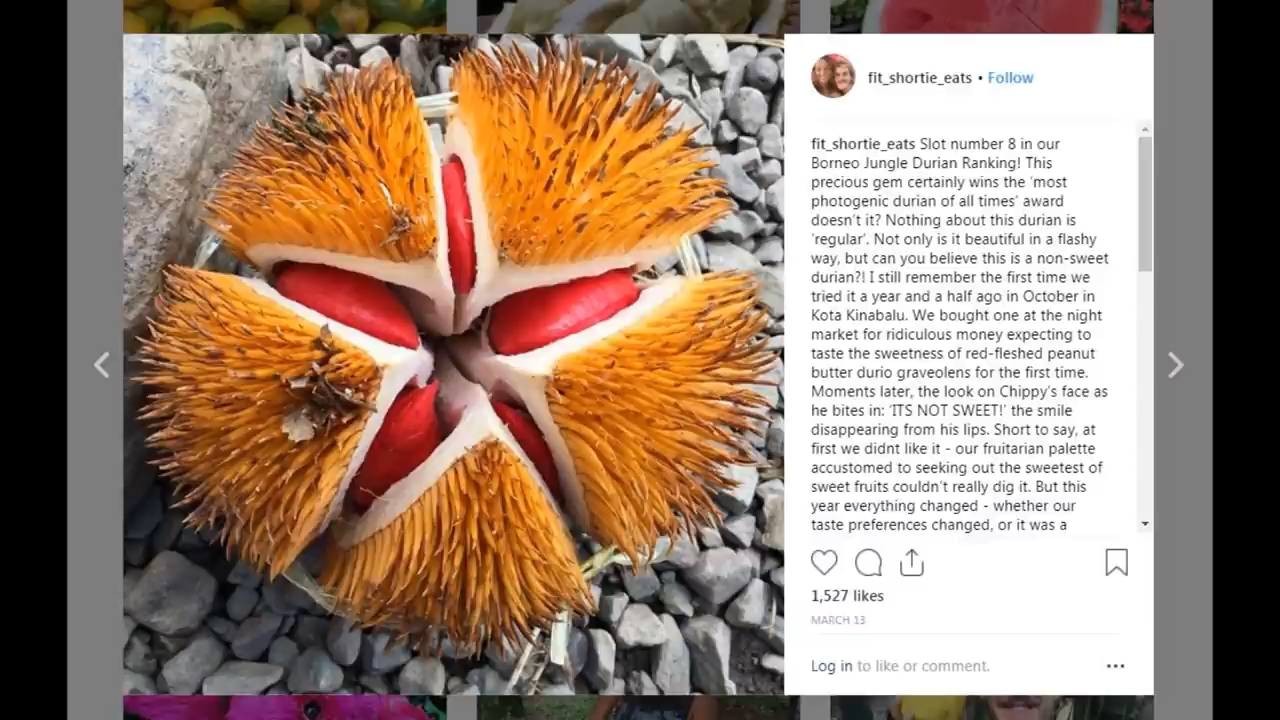 fit_shortie_eats • Follow
fit_shortie_eats Slot number 8 in our
Borneo Jungle Durian Ranking! This
precious gem certainly wins the 'most
photogenic durian of all times' award
doesn't it? Nothing about this durian is
'regular'. Not only is it beautiful in a flashy
way, but can you believe this is a non-sweet
durian?! I still remember the first time we
tried it a year and a half ago in October in
Kota Kinabalu. We bought one at the night
market for ridiculous money expecting to
taste the sweetness of red-fleshed peanut
butter durio graveolens for the first time.
Moments later, the look on Chippy's face as
he bites in: 'ITS NOT SWEET!' the smile
disappearing from his lips. Short to say, at
first we didnt like it - our fruitarian palette
accustomed to seeking out the sweetest of
sweet fruits couldn't really dig it. But this
year everything changed - whether our
taste preferences changed, or it was a
1,527 likes
MARCH 13
Log in to like or comment.